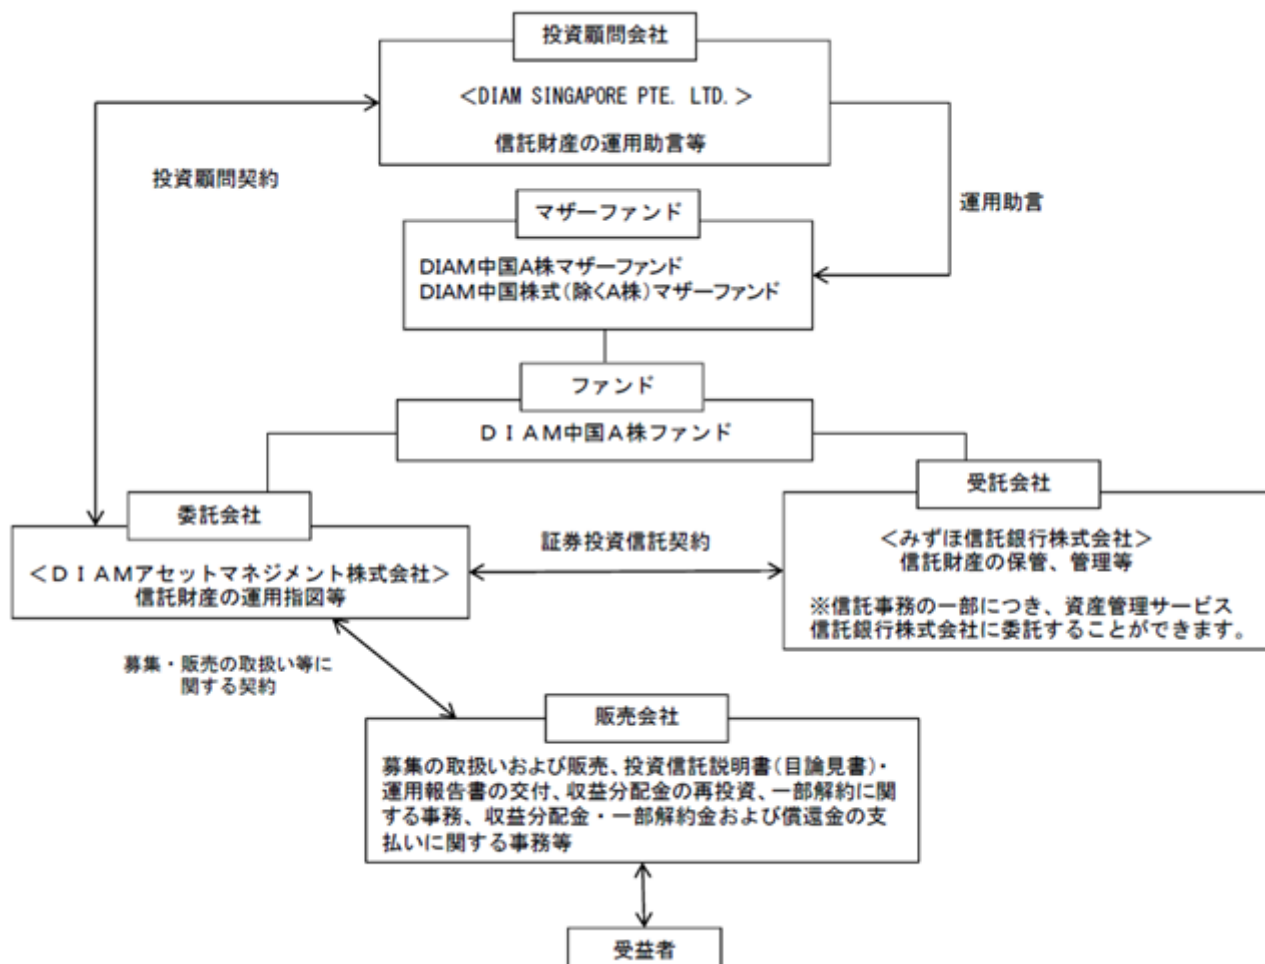 投資顧問会社
＜DIAM SINGAPORE PTE. LTD.＞
信託財産の運用助言等
投資顧問契約
運用助言
マザーファンド
DIAM中国A株マザーファンド
DIAM中国株式(除くA株)マザーファンド
ファンド
ＤＩＡＭ中国Ａ株ファンド
委託会社
＜ＤＩＡＭアセットマネジメント株式会社＞
信託財産の運用指図等
証券投資信託契約
受託会社
＜みずほ信託銀行株式会社＞
信託財産の保管、管理等
※信託事務の一部につき、資産管理サービス
信託銀行株式会社に委託することができます。
募集・販売の取扱い等に
関する契約
販売会社
募集の取扱いおよび販売、投資信託説明書(目論見書)・
運用報告書の交付、収益分配金の再投資、一部解約に関
する事務、収益分配金・一部解約金および償還金の支
払いに関する事務等
受益者